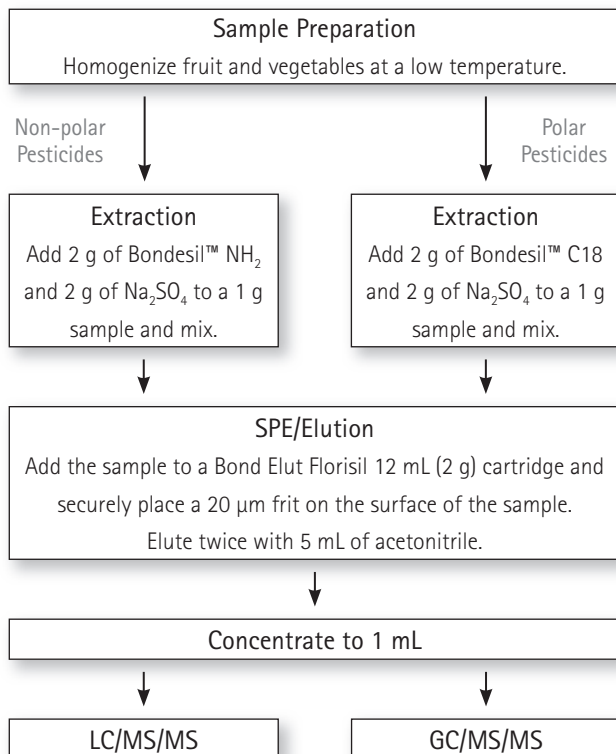 Sample Preparation
Homogenize fruit and vegetables at a low temperature.
Non-polar
Pesticides
Polar
Pesticides
Extraction
Add 2 g of Bondesil™ NH₂
and 2 g of Na₂SO₄ to a 1 g
sample and mix.
Extraction
Add 2 g of Bondesil™ C18
and 2 g of Na₂SO₄ to a 1 g
sample and mix.
SPE/Elution
Add the sample to a Bond Elut Florisil 12 mL (2 g) cartridge and
securely place a 20 μm frit on the surface of the sample.
Elute twice with 5 mL of acetonitrile.
Concentrate to 1 mL
LC/MS/MS
GC/MS/MS